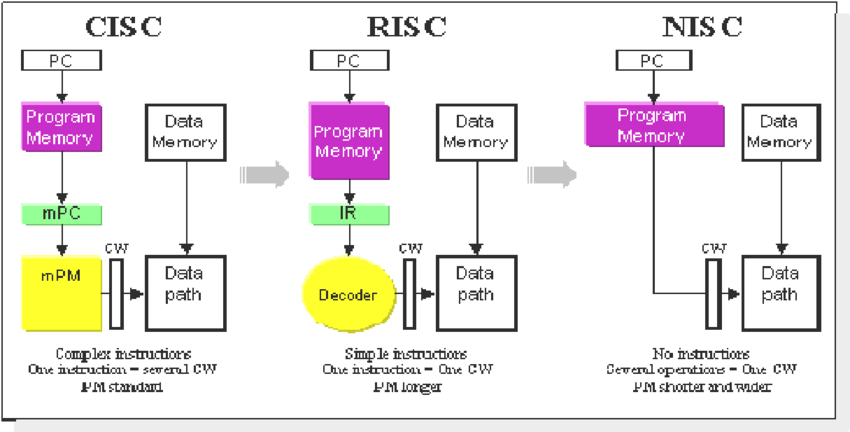 CISC
RISC
NISC
PC
Program
Memory
Data
Memory
mPC
mPM
CW
Data
path
Complex instructions
One instruction = several CW
PM standard
PC
Program
Memory
Data
Memory
IR
Decoder
CW
Data
path
Simple instructions
One instruction = One CW
PM longer
PC
Program
Memory
Data
Memory
CW
Data
path
No instructions
Several operations = One CW
PM shorter and wider